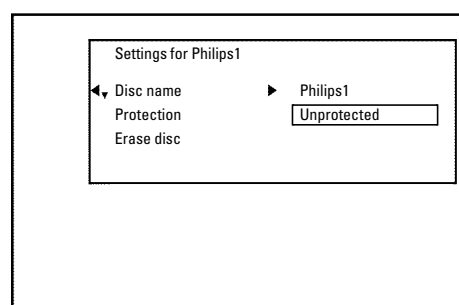 Settings for Philips1
Disc name Philips1
Protection Unprotected
Erase disc